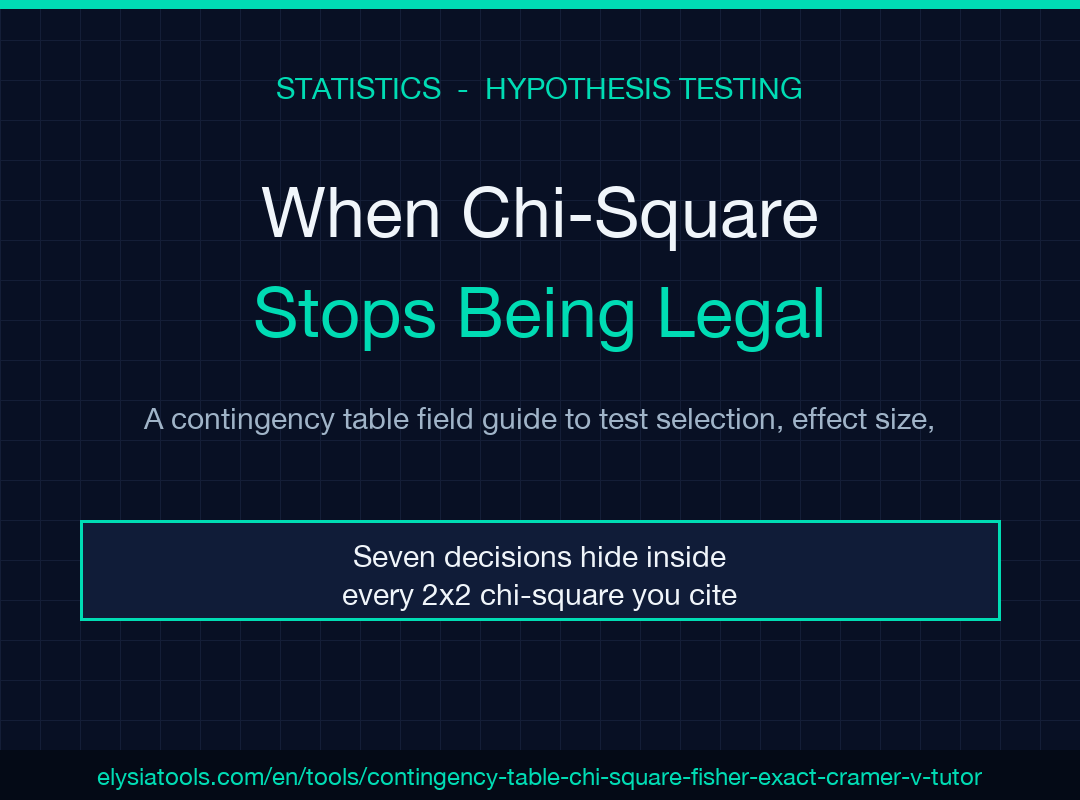 STATISTICS - HYPOTHESIS TESTING
When Chi-Square
Stops Being Legal
A contingency table field guide to test selection, effect size,
Seven decisions hide inside
every 2x2 chi-square you cite
elysiatools.com/en/tools/contingency-table-chi-square-fisher-exact-cramer-v-tutor